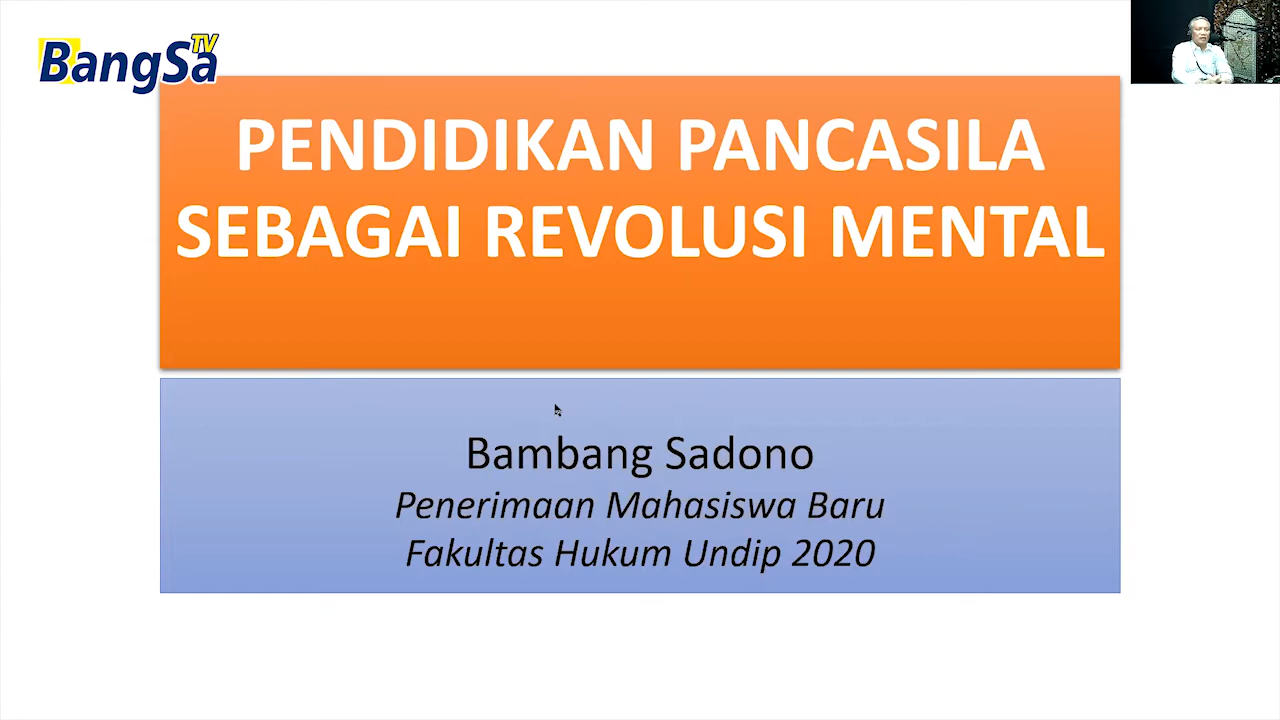 BangSa TV
PENDIDIKAN PANCASILA
SEBAGAI REVOLUSI MENTAL
Bambang Sadono
Penerimaan Mahasiswa Baru
Fakultas Hukum Undip 2020